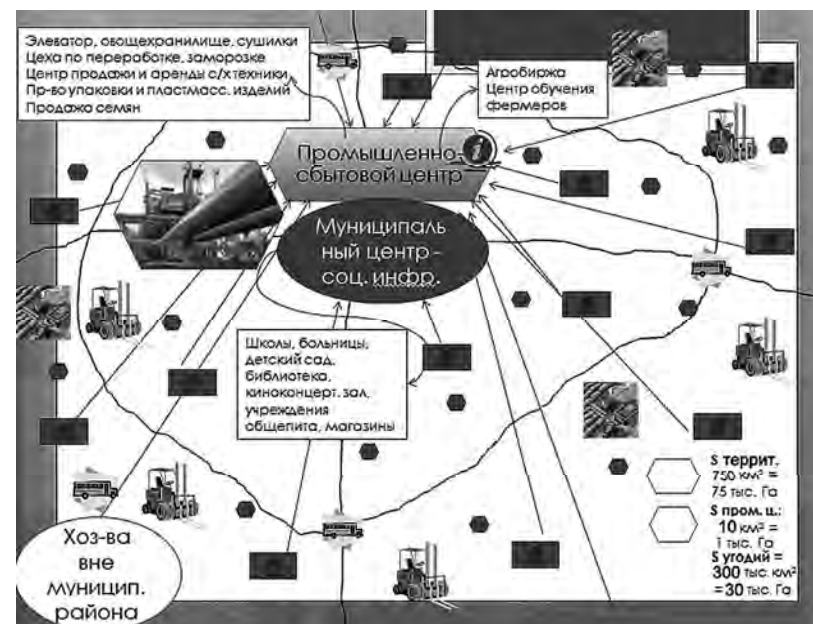 Элеватор, овощехранилище, сушилки
Цеха по переработке, заморозке
Центр продажи и аренды с/х техники
Пр-во упаковки и пластмасс. изделий
Продажа семян
Агробиржа
Центр обучения
фермеров
Промышленно-
сбытовой центр
i
Муниципаль
ный центр -
соц. инфр.
Школы, больницы,
детский сад,
библиотека,
киноконцерт. зал,
учреждения
общепита, магазины
S террит.
750 км² =
75 тыс. Га
S пром. ц.:
10 км² =
1 тыс. Га
S угодий =
300 тыс. км²
= 30 тыс. Га
Хоз-ва
вне
муницип.
района